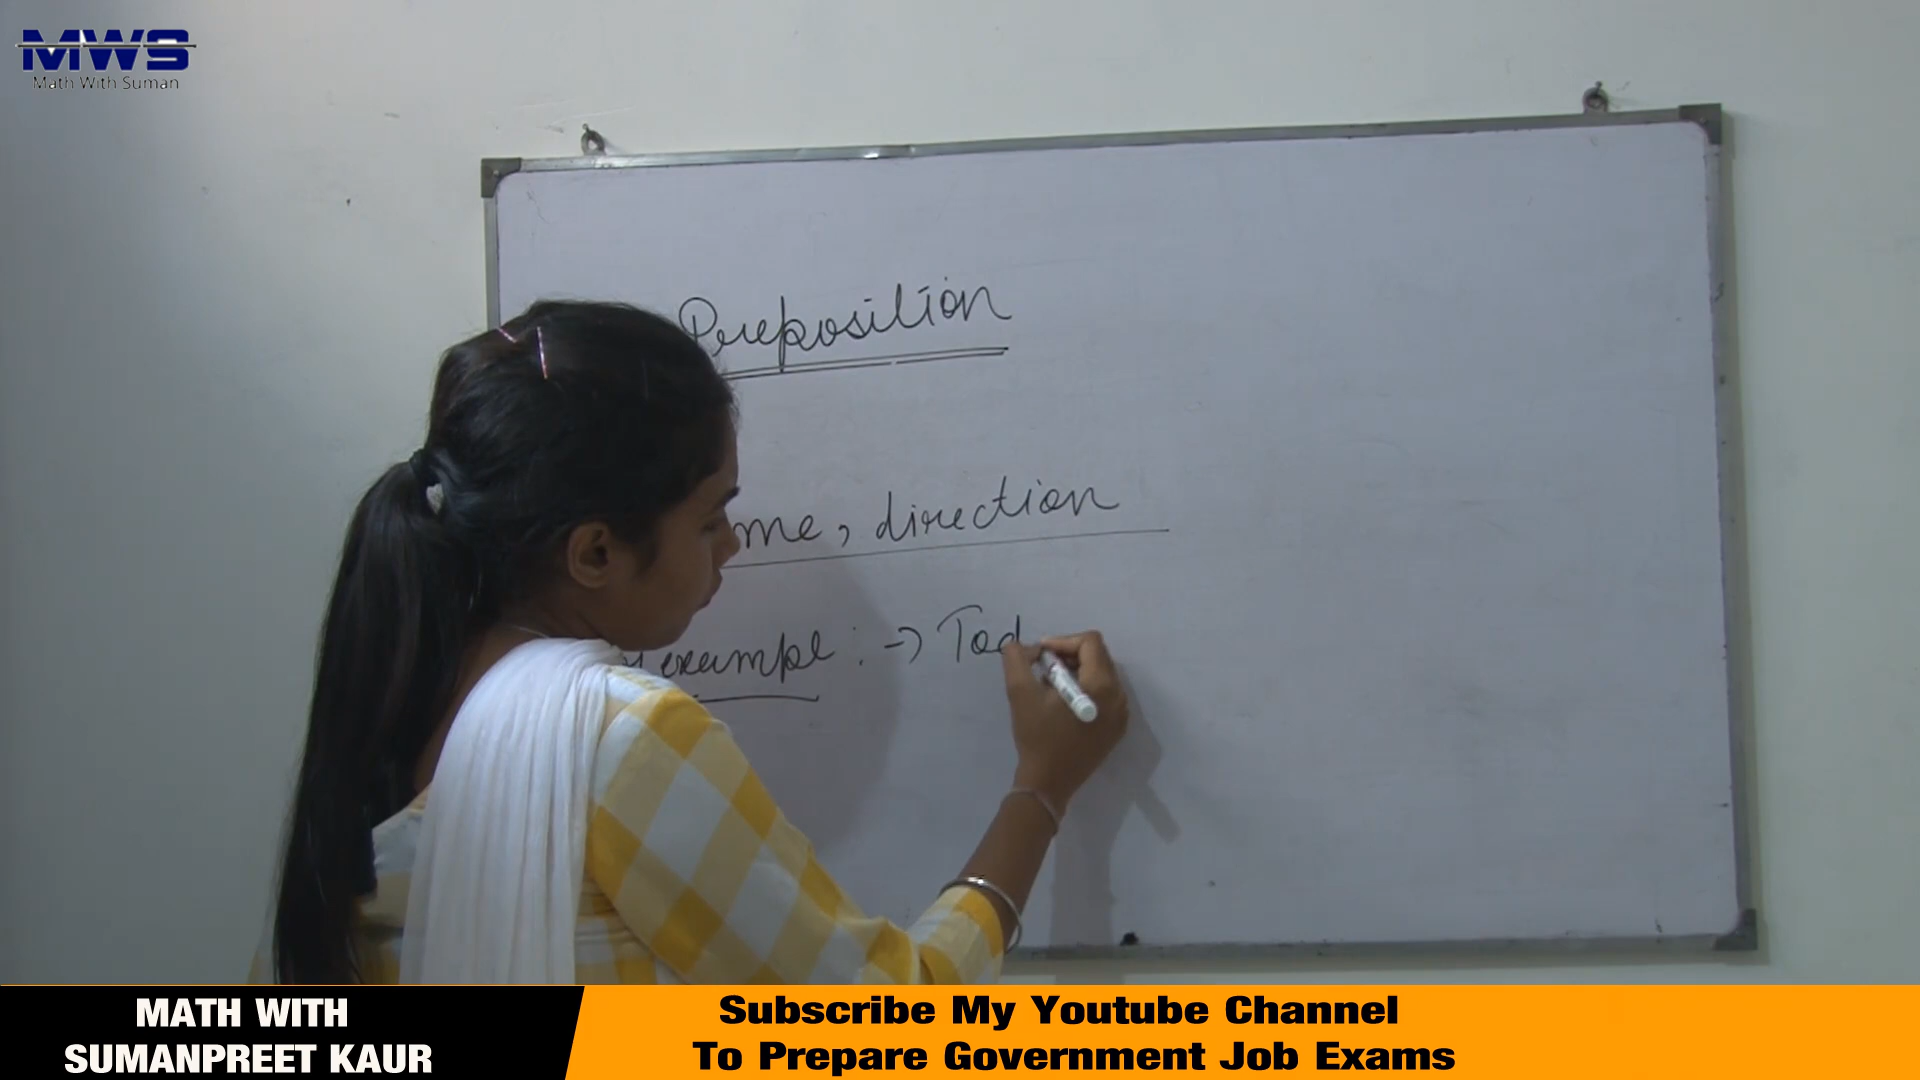 MWS
Math With Suman
Preposition
me, direction
exampl :-> Tod
MATH WITH
SUMANPREET KAUR
Subscribe My Youtube Channel
To Prepare Government Job Exams